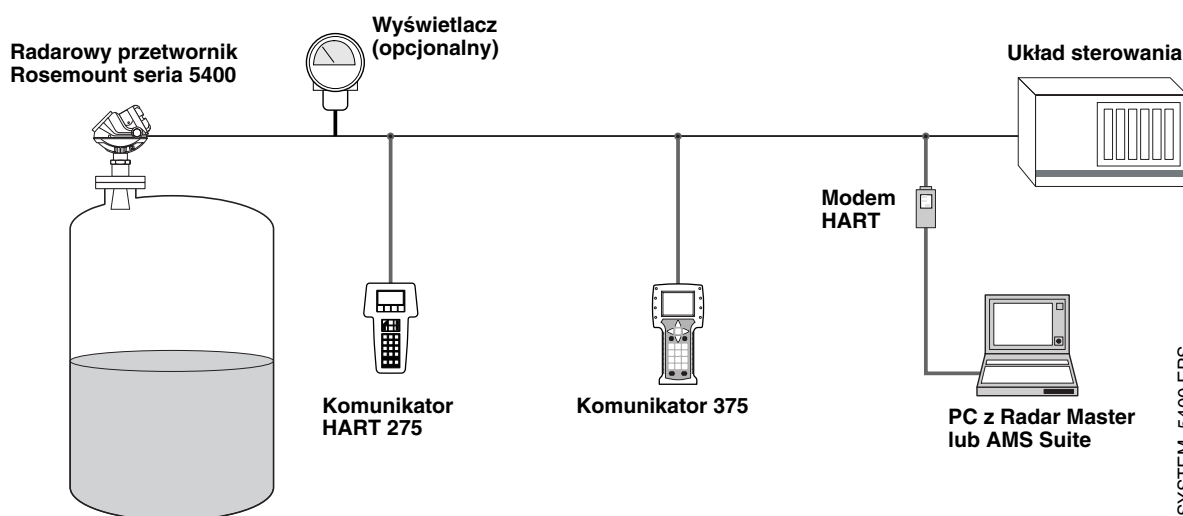 Radarowy przetwornik
Rosemount seria 5400
Wyświetlacz
(opcjonalny)
Układ sterowania
Modem
HART
Komunikator
HART 275
Komunikator 375
PC z Radar Master
lub AMS Suite
SYSTEM_5400.EPS